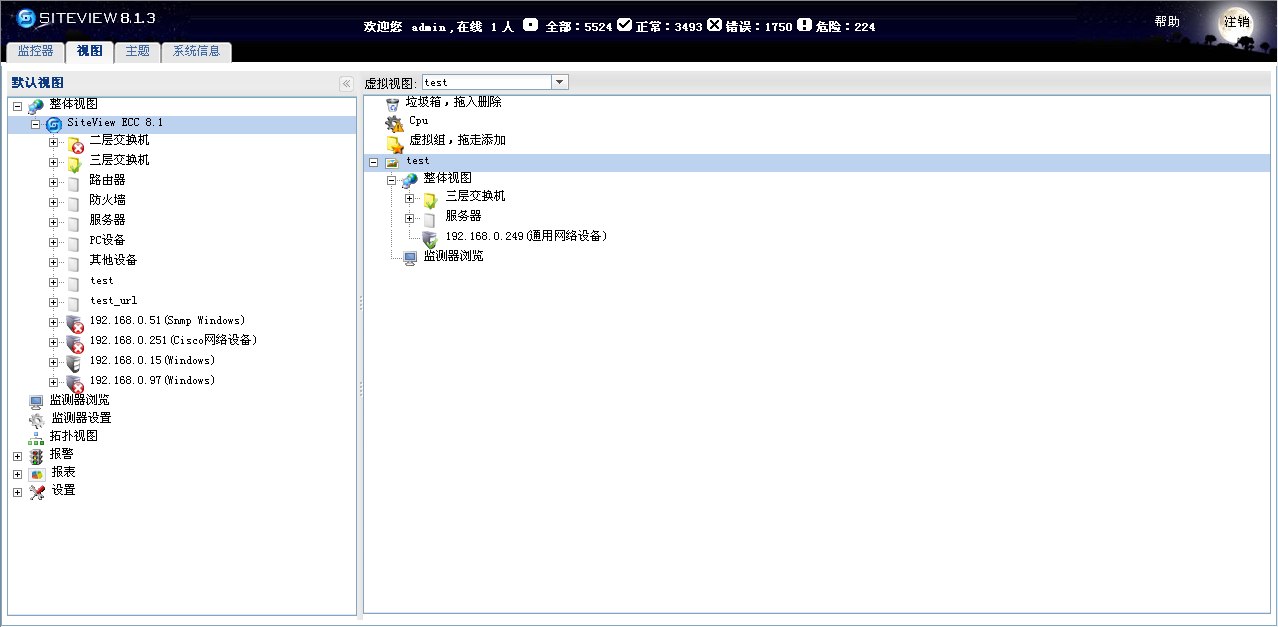 SITEVIEW 8.1.3
欢迎您 admin,在线 1 人 全部：5524 正常：3493 错误：1750 危险：224
帮助 注销
监控器 视图 主题 系统信息
默认视图
整体视图
SiteView ECC 8.1
二层交换机
三层交换机
路由器
防火墙
服务器
PC设备
其他设备
test
test_url
192.168.0.51(Snmp Windows)
192.168.0.251(Cisco网络设备)
192.168.0.15(Windows)
192.168.0.97(Windows)
监测器浏览
监测器设置
拓扑视图
报警
报表
设置
虚拟视图: test
垃圾箱，拖入删除
Cpu
虚拟组，拖走添加
test
整体视图
三层交换机
服务器
192.168.0.249(通用网络设备)
监测器浏览